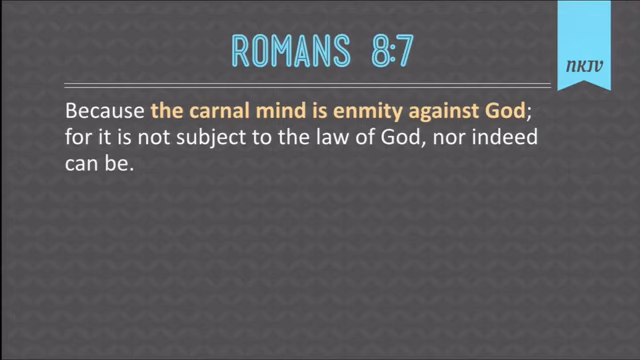 ROMANS 8:7
NKJV
Because the carnal mind is enmity against God;
for it is not subject to the law of God, nor indeed
can be.